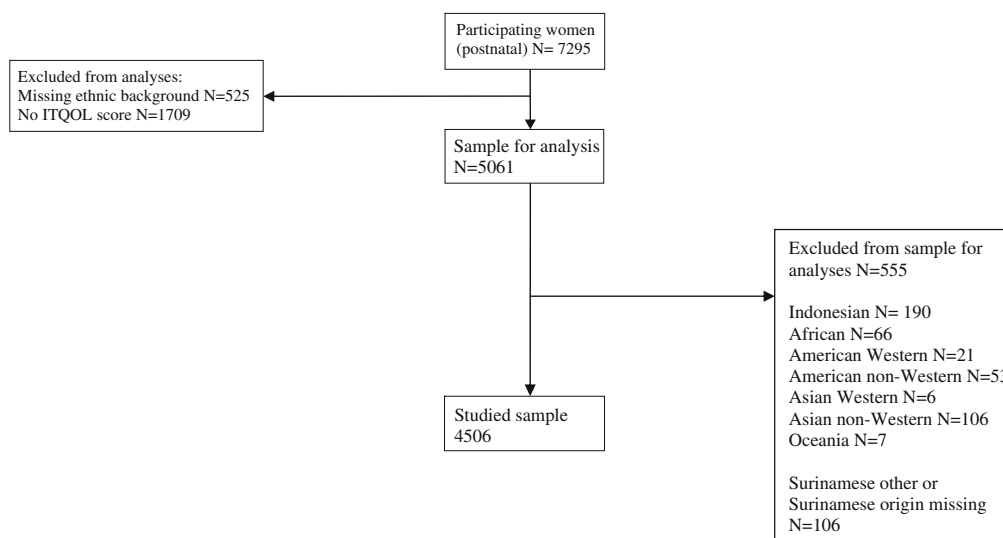 Participating women
(postnatal) N= 7295
Excluded from analyses:
Missing ethnic background N=525
No ITQOL score N=1709
Sample for analysis
N=5061
Excluded from sample for
analyses N=555
Indonesian N= 190
African N=66
American Western N=21
American non-Western N=53
Asian Western N=6
Asian non-Western N=106
Oceania N=7
Surinamese other or
Surinamese origin missing
N=106
Studied sample
4506